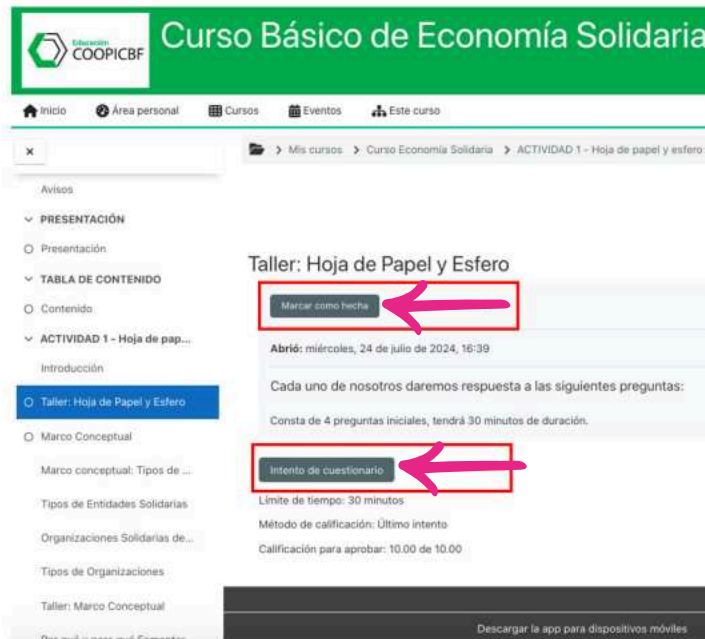 Educación
COOPICBF
Curso Básico de Economía Solidaria
Inicio
Área personal
Cursos
Eventos
Este curso
×
Mis cursos > Curso Economía Solidaria > ACTIVIDAD 1 - Hoja de papel y esfero
Avisos
PRESENTACIÓN
Presentación
TABLA DE CONTENIDO
Contenido
ACTIVIDAD 1 - Hoja de pap...
Introducción
Taller: Hoja de Papel y Esfero
Marco Conceptual
Marco conceptual: Tipos de ...
Tipos de Entidades Solidarias
Organizaciones Solidarias de...
Tipos de Organizaciones
Taller: Marco Conceptual
Taller: Hoja de Papel y Esfero
Marcar como hecha
Abrió: miércoles, 24 de julio de 2024, 16:39
Cada uno de nosotros daremos respuesta a las siguientes preguntas:
Consta de 4 preguntas iniciales, tendrá 30 minutos de duración.
Intento de cuestionario
Límite de tiempo: 30 minutos
Método de calificación: Último intento
Calificación para aprobar: 10.00 de 10.00
Descargar la app para dispositivos móviles